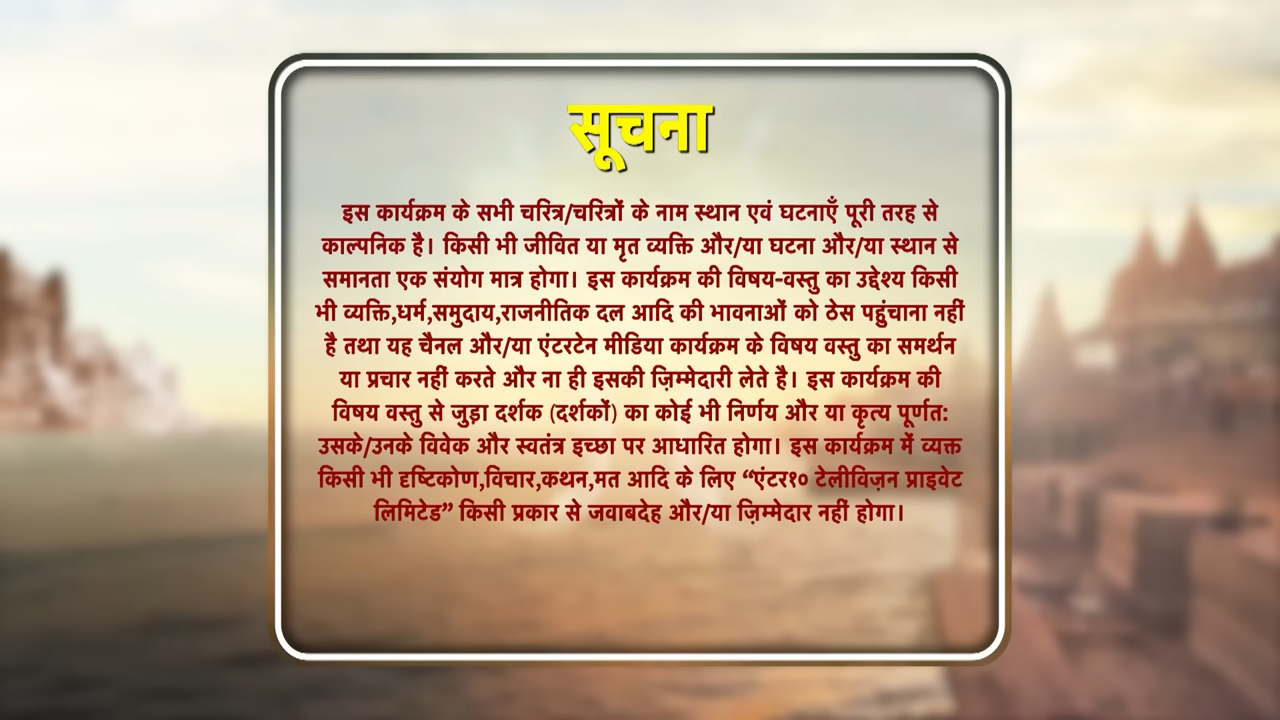 सूचना
इस कार्यक्रम के सभी चरित्र/चरित्रों के नाम स्थान एवं घटनाएँ पूरी तरह से
काल्पनिक है। किसी भी जीवित या मृत व्यक्ति और/या घटना और/या स्थान से
समानता एक संयोग मात्र होगा। इस कार्यक्रम की विषय-वस्तु का उद्देश्य किसी
भी व्यक्ति,धर्म,समुदाय,राजनीतिक दल आदि की भावनाओं को ठेस पहुंचाना नहीं
है तथा यह चैनल और/या एंटरटेन मीडिया कार्यक्रम के विषय वस्तु का समर्थन
या प्रचार नहीं करते और ना ही इसकी ज़िम्मेदारी लेते है। इस कार्यक्रम की
विषय वस्तु से जुड़ा दर्शक (दर्शकों) का कोई भी निर्णय और या कृत्य पूर्णत:
उसके/उनके विवेक और स्वतंत्र इच्छा पर आधारित होगा। इस कार्यक्रम में व्यक्त
किसी भी दृष्टिकोण,विचार,कथन,मत आदि के लिए “एंटर१० टेलीविज़न प्राइवेट
लिमिटेड” किसी प्रकार से जवाबदेह और/या ज़िम्मेदार नहीं होगा।